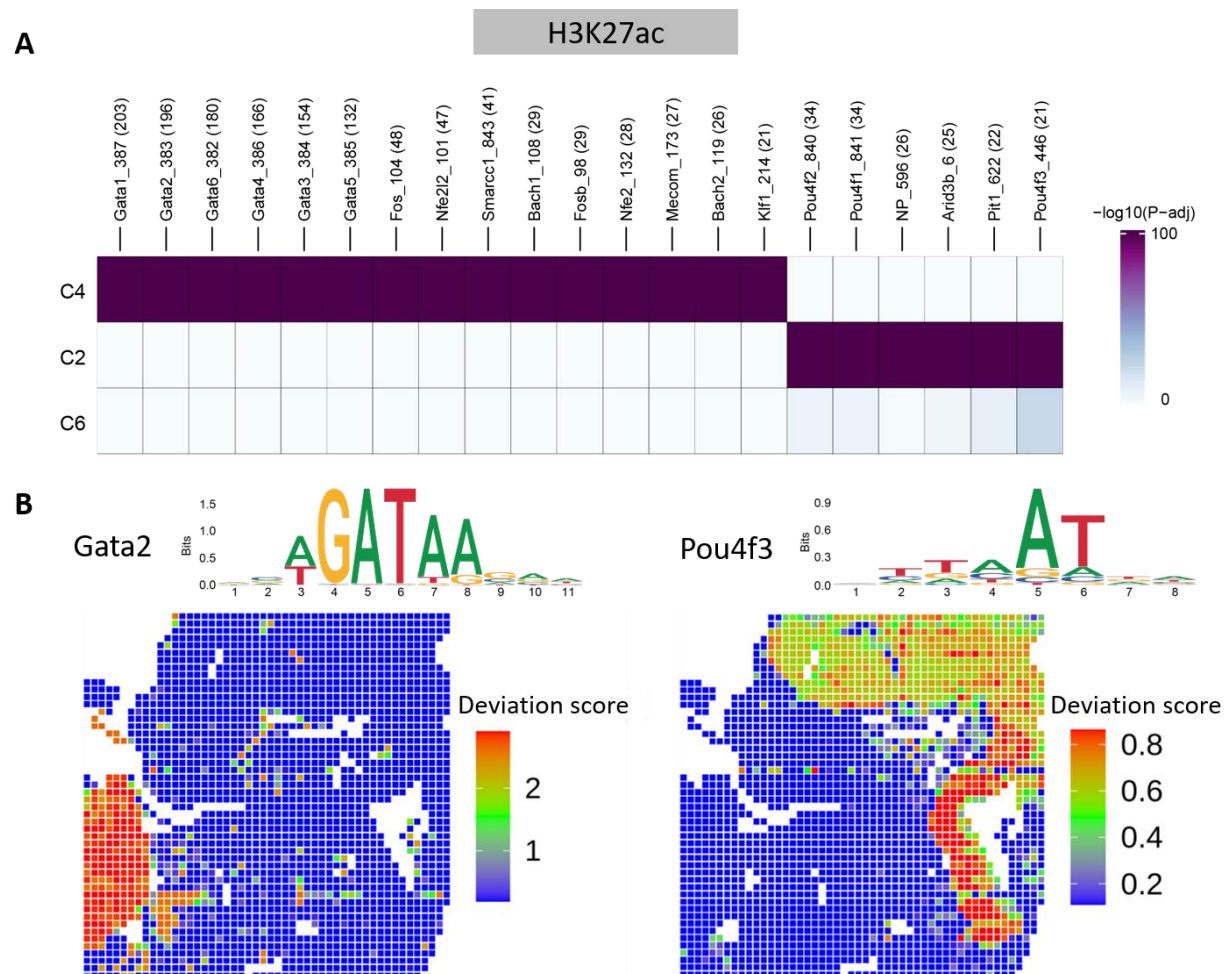 H3K27ac
A
Gata1_387 (203)
Gata2_383 (196)
Gata6_382 (180)
Gata4_386 (166)
Gata3_384 (154)
Gata5_385 (132)
Fos_104 (48)
Nfe2l2_101 (47)
Smarcc1_843 (41)
Bach1_108 (29)
Fosb_98 (29)
Nfe2_132 (28)
Mecom_173 (27)
Bach2_119 (26)
Klf1_214 (21)
Pou4f2_840 (34)
Pou4f1_841 (34)
NP_596 (26)
Arid3b_6 (25)
Pit1_622 (22)
Pou4f3_446 (21)
−log10(P−adj)
100
0
C4
C2
C6
B
Gata2
Bits
1.5
1.0
0.5
0.0
A
T
GATAA
1 2 3 4 5 6 7 8 9 10 11
Pou4f3
Bits
0.9
0.6
0.3
0.0
T T A A T
1 2 3 4 5 6 7 8
Deviation score
2
1
Deviation score
0.8
0.6
0.4
0.2